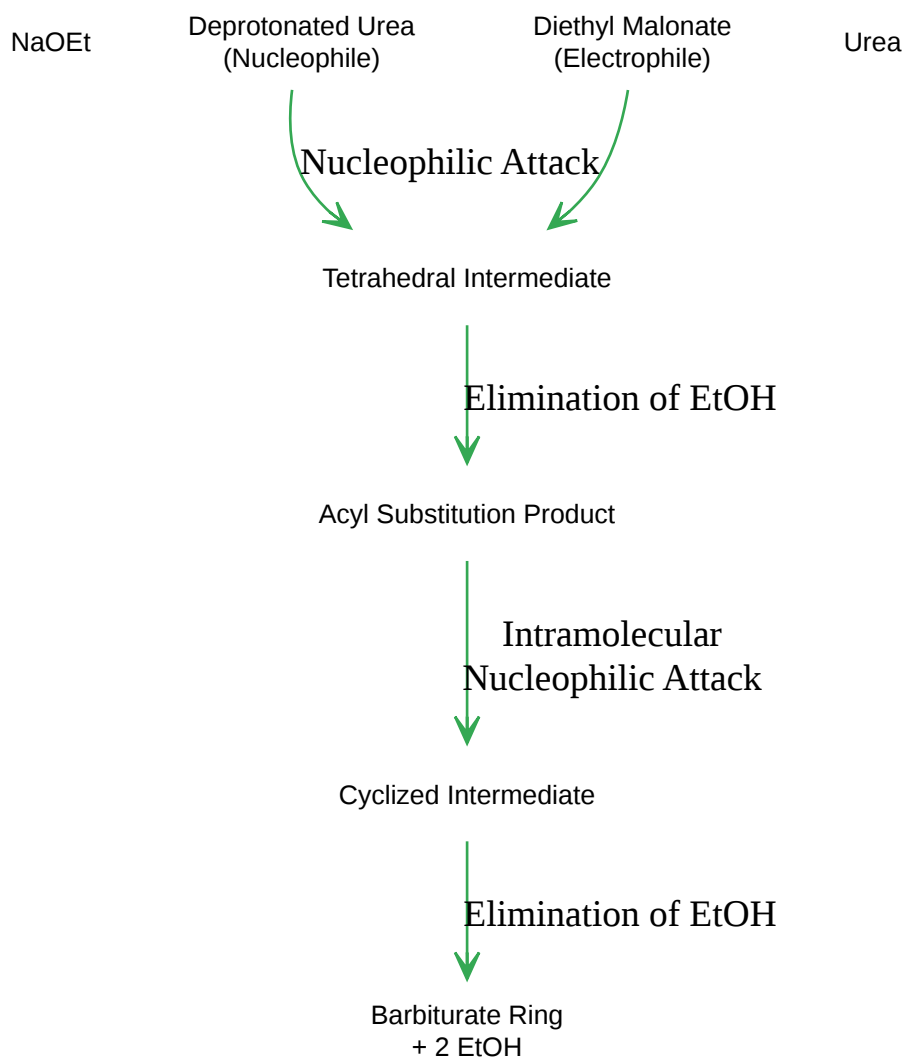 NaOEt
Deprotonated Urea
(Nucleophile)
Diethyl Malonate
(Electrophile)
Urea
Nucleophilic Attack
Tetrahedral Intermediate
Elimination of EtOH
Acyl Substitution Product
Intramolecular
Nucleophilic Attack
Cyclized Intermediate
Elimination of EtOH
Barbiturate Ring
+ 2 EtOH